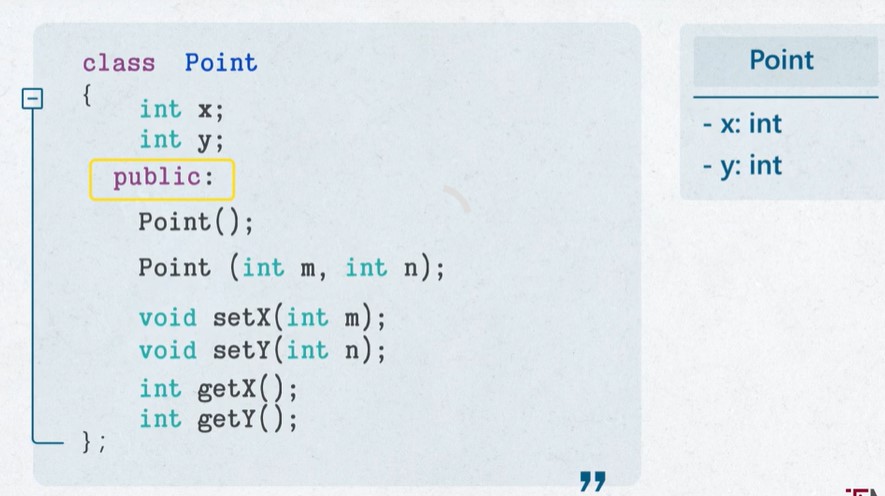 class Point
{
int x;
int y;
public:
Point();
Point (int m, int n);
void setX(int m);
void setY(int n);
int getX();
int getY();
};
”
Point
- x: int
- y: int